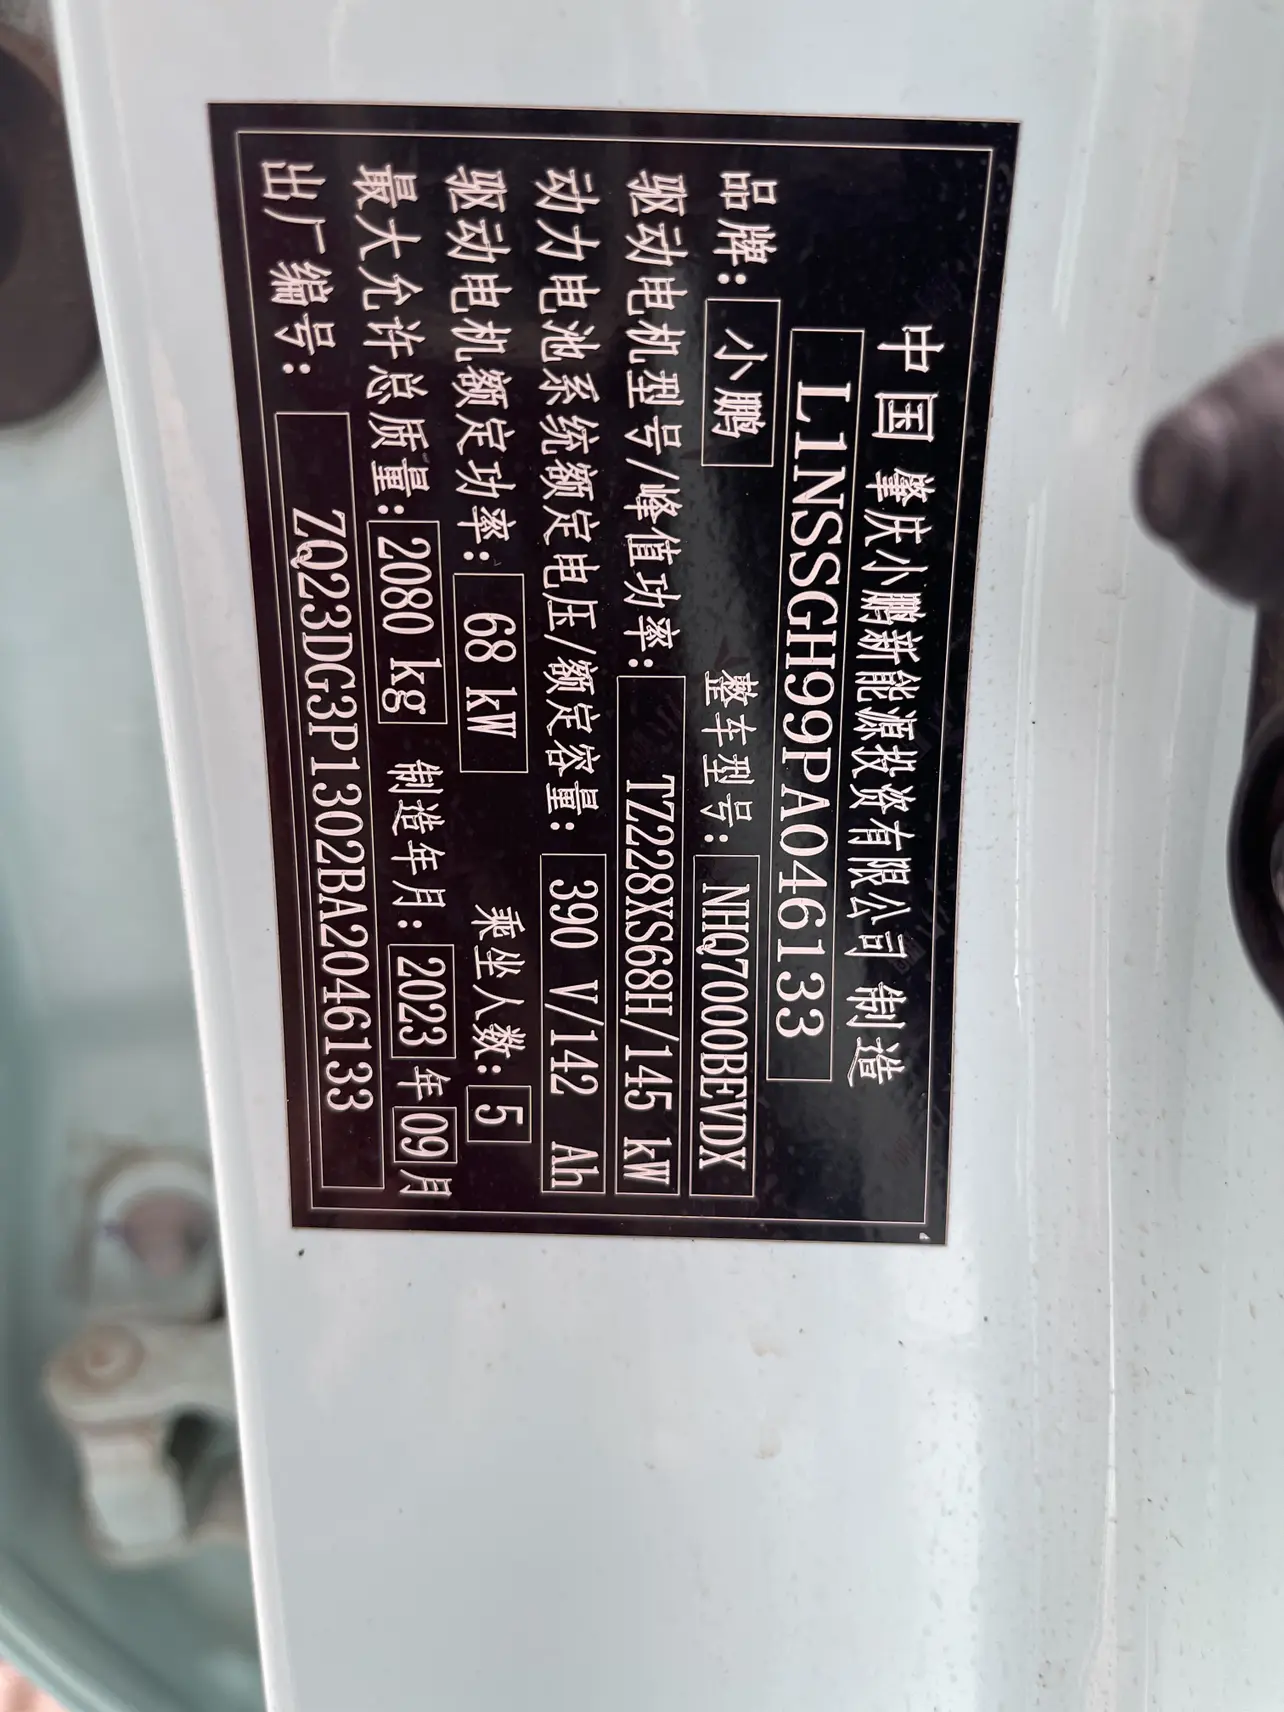 中国 肇庆小鹏新能源投资有限公司 制造
L1NSSGH99PA046133
品牌: 小鹏 整车型号: NHQ7000BEVDX
驱动电机型号/峰值功率: TZ228XS68H/145 kW
动力电池系统额定电压/额定容量: 390 V/142 Ah
驱动电机额定功率: 68 kW 乘坐人数: 5
最大允许总质量: 2080 kg 制造年月: 2023 年 09 月
出厂编号: ZQ23DG3P1302BA2046133